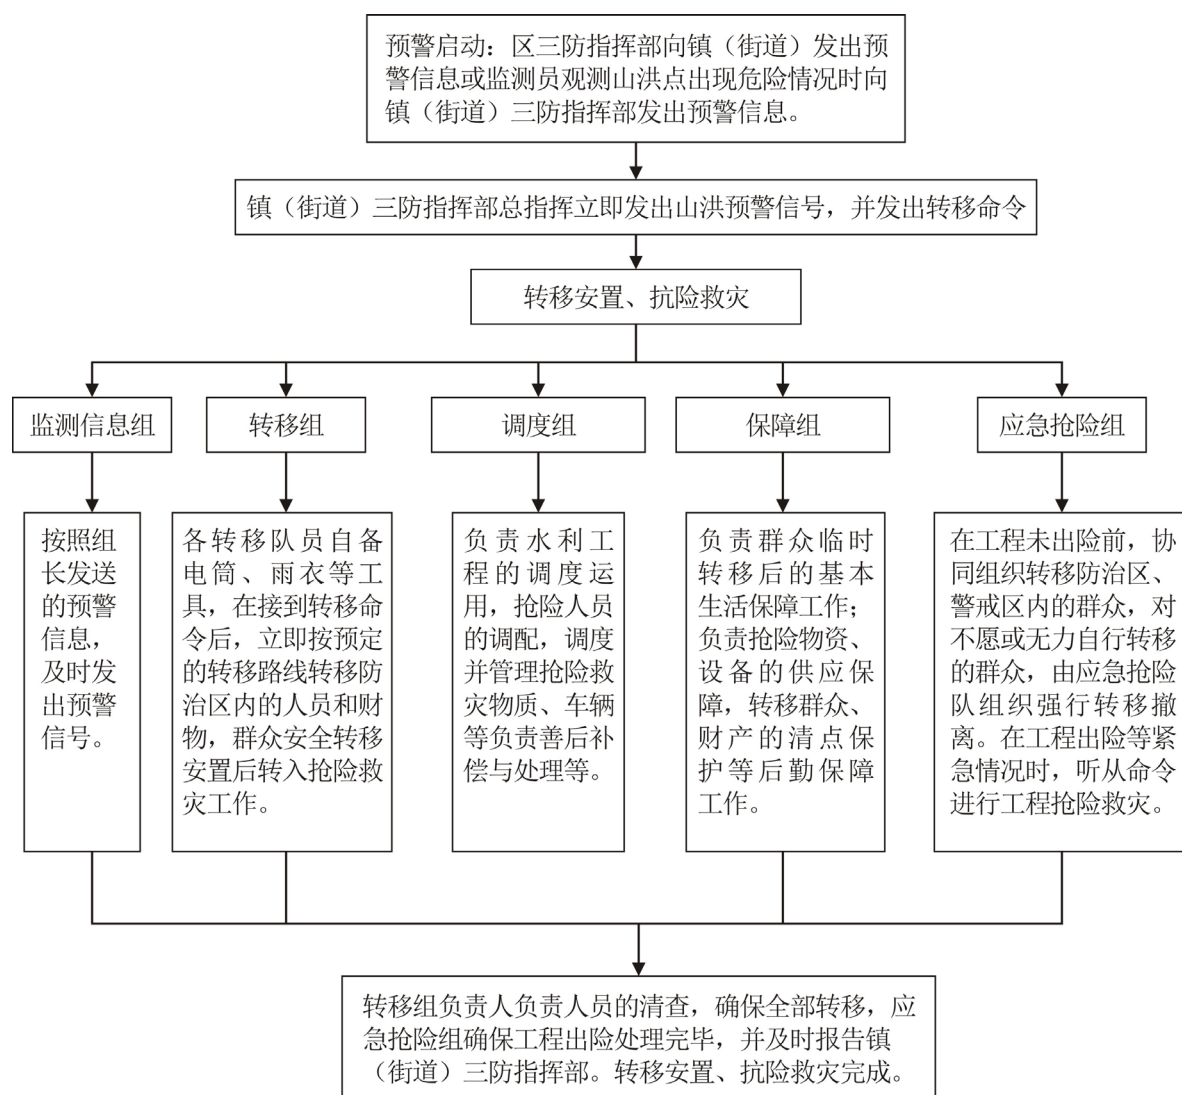 预警启动：区三防指挥部向镇（街道）发出预
警信息或监测员观测山洪点出现危险情况时向
镇（街道）三防指挥部发出预警信息。
镇（街道）三防指挥部总指挥立即发出山洪预警信号，并发出转移命令
转移安置、抗险救灾
监测信息组
转移组
调度组
保障组
应急抢险组
按照组
长发送
的预警
信息，
及时发
出预警
信号。
各转移队员自备
电筒、雨衣等工
具，在接到转移命
令后，立即按预定
的转移路线转移防
治区内的人员和财
物，群众安全转移
安置后转入抢险救
灾工作。
负责水利工
程的调度运
用，抢险人员
的调配，调度
并管理抢险救
灾物质、车辆
等负责善后补
偿与处理等。
负责群众临时
转移后的基本
生活保障工作；
负责抢险物资、
设备的供应保
障，转移群众、
财产的清点保
护等后勤保障
工作。
在工程未出险前，协
同组织转移防治区、
警戒区内的群众，对
不愿或无力自行转移
的群众，由应急抢险
队组织强行转移撤
离。在工程出险等紧
急情况时，听从命令
进行工程抢险救灾。
转移组负责人负责人员的清查，确保全部转移，应
急抢险组确保工程出险处理完毕，并及时报告镇
（街道）三防指挥部。转移安置、抗险救灾完成。